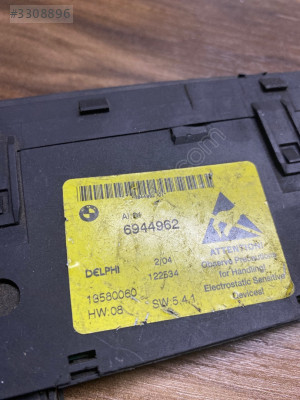 #3308896
6944962
ATTENTION
Observe Precautions
for Handling
Electrostatic Sensitive
Devices!
DELPHI
2/04
122534
13580080
HW:08
SW:5.4.1